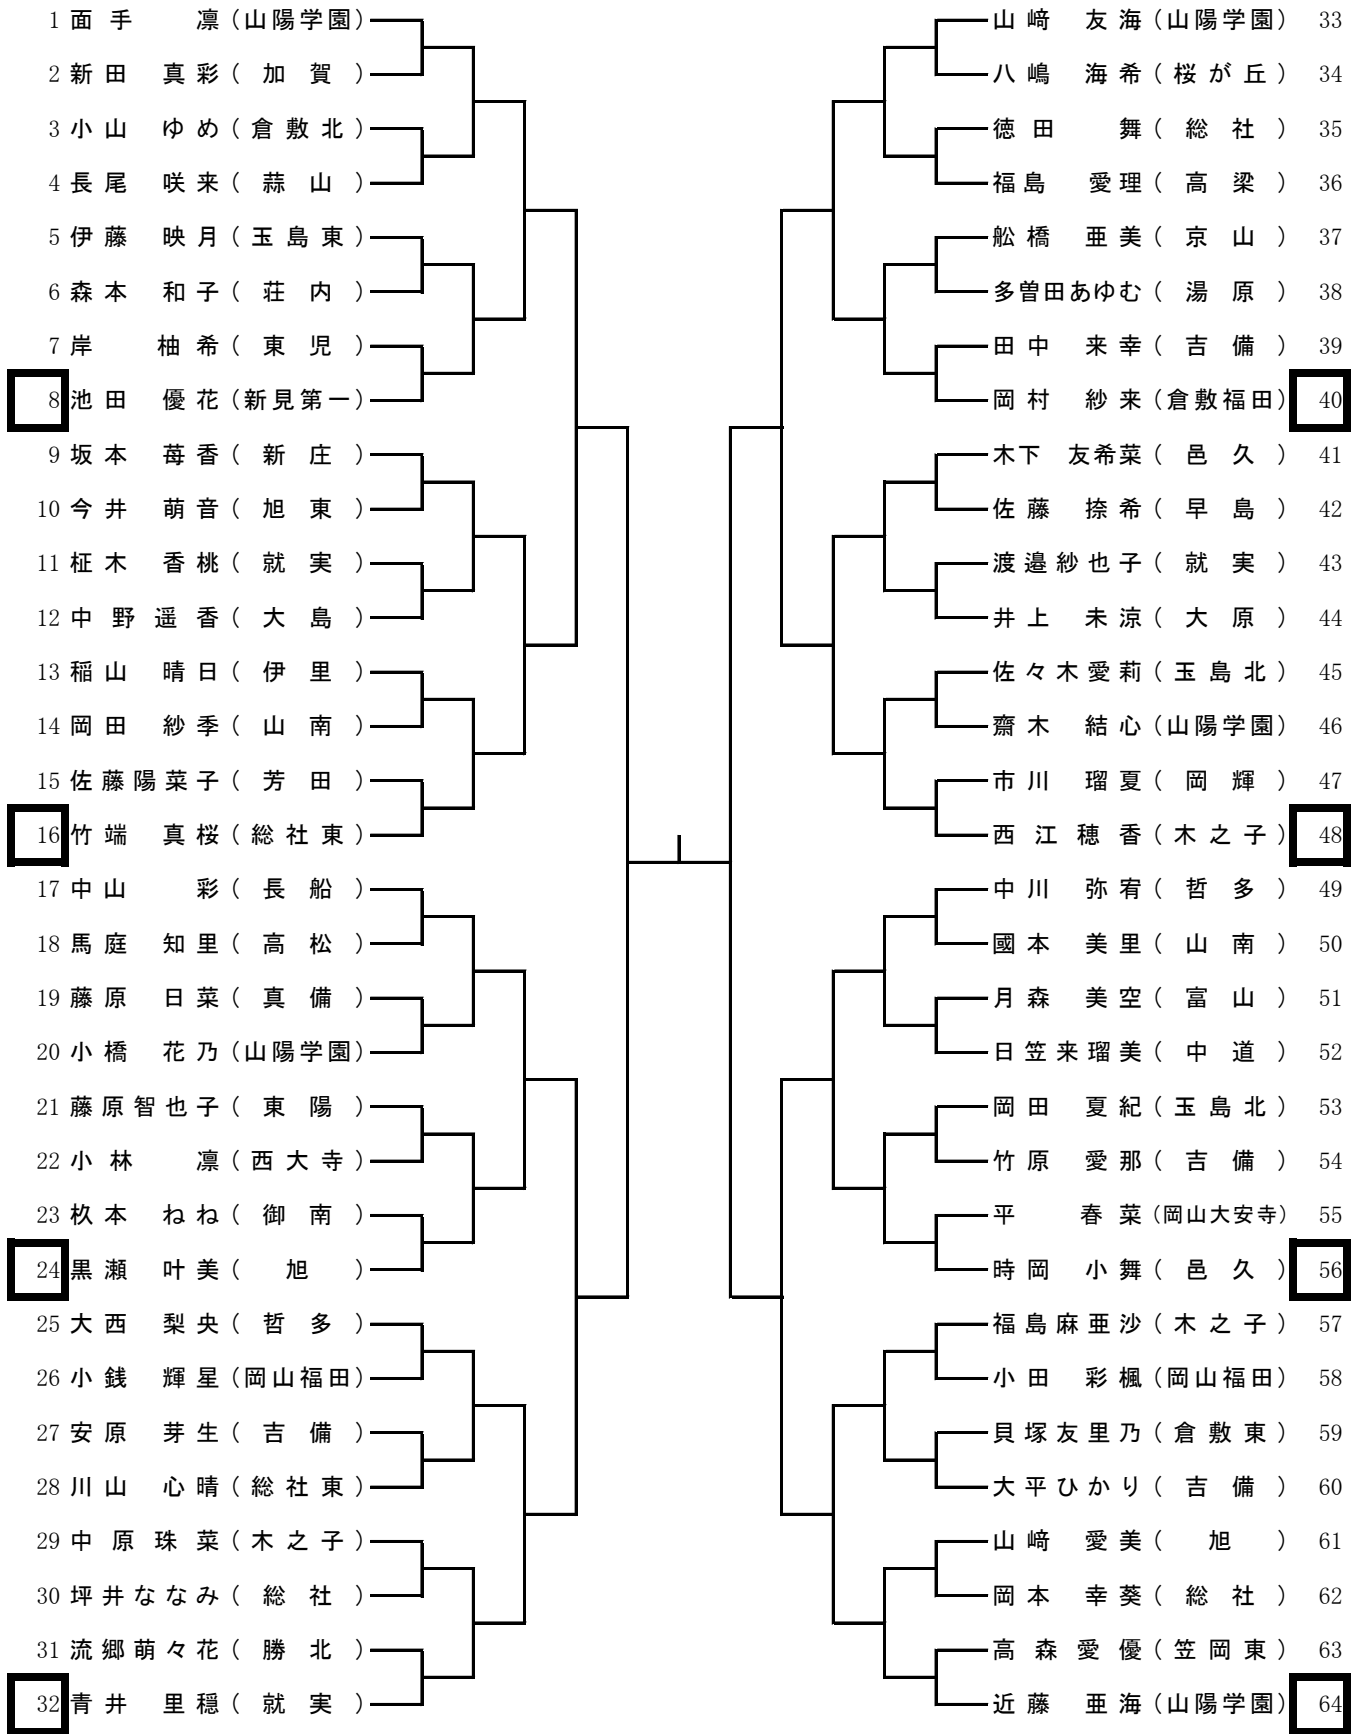 1 面手 凛（山陽学園）
2 新田 真彩（加賀）
3 小山 ゆめ（倉敷北）
4 長尾 咲来（蒜山）
5 伊藤 映月（玉島東）
6 森本 和子（荘内）
7 岸 柚希（東児）
8 池田 優花（新見第一）
9 坂本 苺香（新庄）
10 今井 萌音（旭東）
11 柾木 香桃（就実）
12 中野遥香（大島）
13 稲山 晴日（伊里）
14 岡田 紗季（山南）
15 佐藤陽菜子（芳田）
16 竹端 真桜（総社東）
17 中山 彩（長船）
18 馬庭 知里（高松）
19 藤原 日菜（真備）
20 小橋 花乃（山陽学園）
21 藤原智也子（東陽）
22 小林 凛（西大寺）
23 杦本 ねね（御南）
24 黒瀬 叶美（旭）
25 大西 梨央（哲多）
26 小銭 輝星（岡山福田）
27 安原 芽生（吉備）
28 川山 心晴（総社東）
29 中原珠菜（木之子）
30 坪井ななみ（総社）
31 流郷萌々花（勝北）
32 青井 里穏（就実）
山﨑 友海（山陽学園） 33
八嶋 海希（桜が丘） 34
徳田 舞（総社） 35
福島 愛理（高梁） 36
舩橋 亜美（京山） 37
多曽田あゆむ（湯原） 38
田中 来幸（吉備） 39
岡村 紗来（倉敷福田） 40
木下 友希菜（邑久） 41
佐藤 捺希（早島） 42
渡邉紗也子（就実） 43
井上 未涼（大原） 44
佐々木愛莉（玉島北） 45
齋木 結心（山陽学園） 46
市川 瑠夏（岡輝） 47
西江穂香（木之子） 48
中川 弥宥（哲多） 49
國本 美里（山南） 50
月森 美空（富山） 51
日笠来瑠美（中道） 52
岡田 夏紀（玉島北） 53
竹原 愛那（吉備） 54
平 春菜（岡山大安寺） 55
時岡 小舞（邑久） 56
福島麻亜沙（木之子） 57
小田 彩楓（岡山福田） 58
貝塚友里乃（倉敷東） 59
大平ひかり（吉備） 60
山﨑 愛美（旭） 61
岡本 幸葵（総社） 62
高森愛優（笠岡東） 63
近藤 亜海（山陽学園） 64